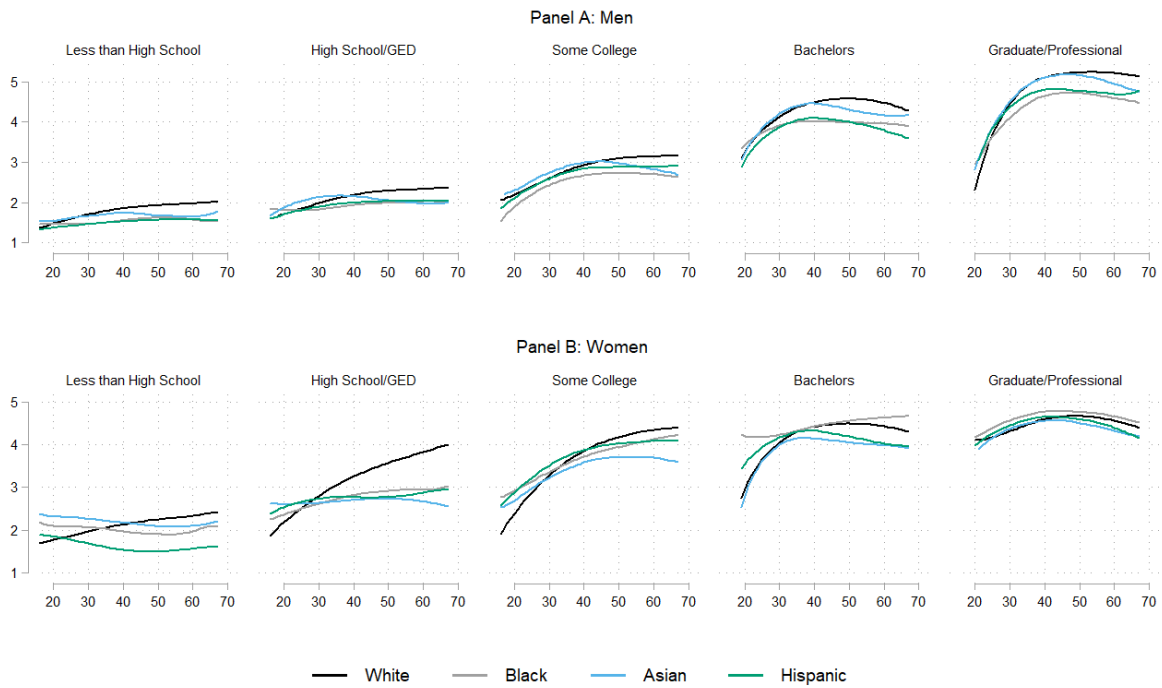 Panel A: Men
Less than High School High School/GED Some College Bachelors Graduate/Professional
5
4
3
2
1
20 30 40 50 60 70 20 30 40 50 60 70 20 30 40 50 60 70 20 30 40 50 60 70 20 30 40 50 60 70
Panel B: Women
Less than High School High School/GED Some College Bachelors Graduate/Professional
5
4
3
2
1
20 30 40 50 60 70 20 30 40 50 60 70 20 30 40 50 60 70 20 30 40 50 60 70 20 30 40 50 60 70
White Black Asian Hispanic